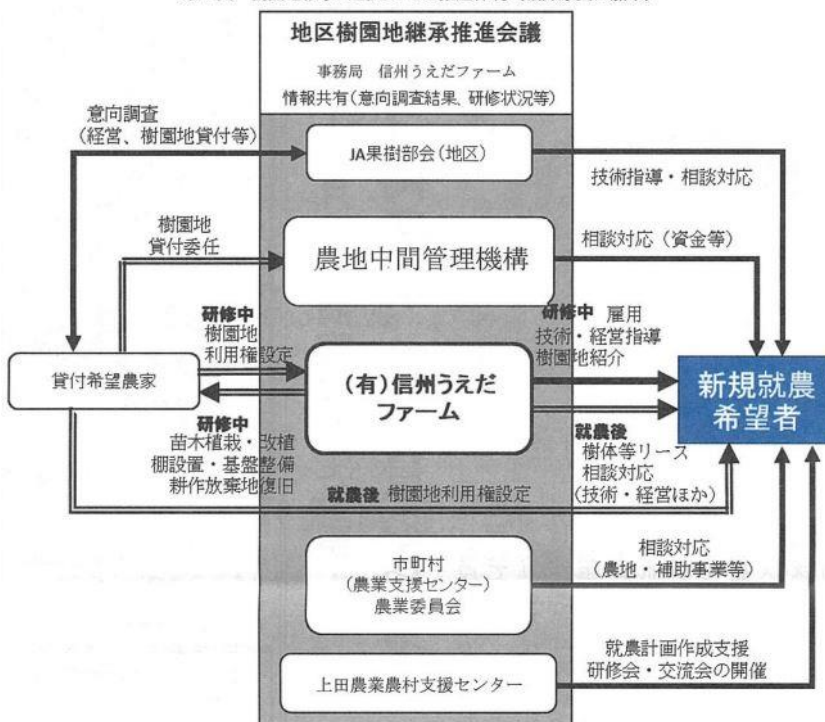 地区樹園地継承推進会議
事務局 信州うえだファーム
情報共有(意向調査結果、研修状況等)
意向調査
(経営、樹園地貸付等)
JA果樹部会(地区)
技術指導・相談対応
樹園地
貸付委任
農地中間管理機構
相談対応(資金等)
研修中
樹園地
利用権設定
研修中 雇用
技術・経営指導
樹園地紹介
貸付希望農家
(有)信州うえだ
ファーム
新規就農
希望者
研修中
苗木植栽・改植
棚設置・基盤整備
耕作放棄地復旧
就農後
樹体等リース
相談対応
(技術・経営ほか)
就農後 樹園地利用権設定
市町村
(農業支援センター)
農業委員会
相談対応
(農地・補助事業等)
上田農業農村支援センター
就農計画作成支援
研修会・交流会の開催